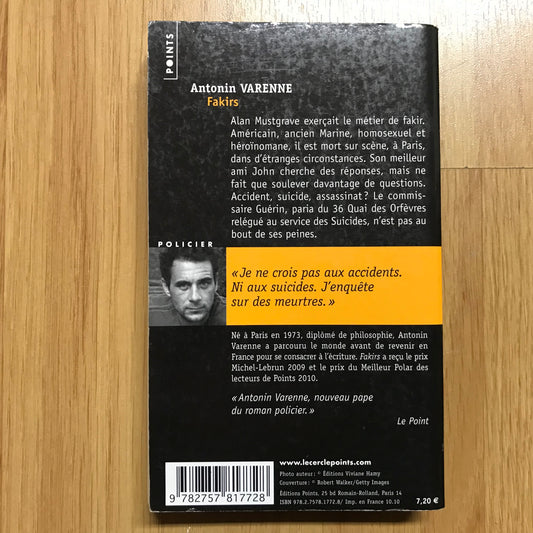 POINTS
Antonin VARENNE
Fakirs
Alan Mustgrave exerçait le métier de fakir.
Américain, ancien Marine, homosexuel et
héroïnomane, il est mort sur scène, à Paris,
dans d'étranges circonstances. Son meilleur
ami John cherche des réponses, mais ne
fait que soulever davantage de questions.
Accident, suicide, assassinat ? Le commis-
saire Guérin, paria du 36 Quai des Orfèvres
relégué au service des Suicides, n'est pas au
bout de ses peines.
POLICIER
« Je ne crois pas aux accidents.
Ni aux suicides. J'enquête
sur des meurtres. »
Né à Paris en 1973, diplômé de philosophie, Antonin
Varenne a parcouru le monde avant de revenir en
France pour se consacrer à l'écriture. Fakirs a reçu le prix
Michel-Lebrun 2009 et le prix du Meilleur Polar des
lecteurs de Points 2010.
« Antonin Varenne, nouveau pape
du roman policier. »
Le Point
www.lecerclepoints.com
Photo auteur : © Éditions Viviane Hamy
Couverture : © Robert Walker/Getty Images
Éditions Points, 25 bd Romain-Rolland, Paris 14
ISBN 978.2.7578.1772.8/ Imp. en France 10.10
7,20 €
9 782757 817728